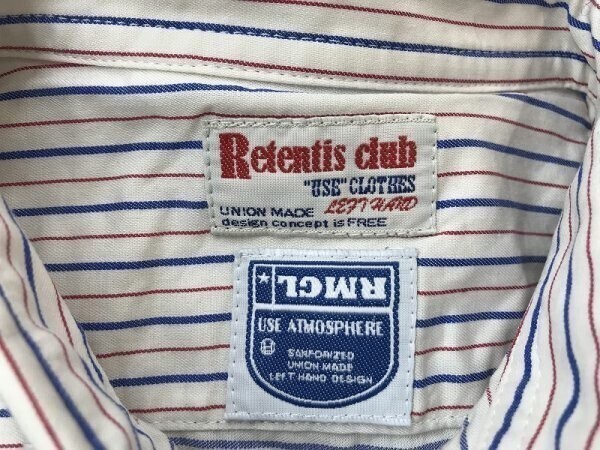 Retentis club
"USE" CLOTHES
LEFT HAND
UNION MADE
design concept is FREE
RMCL
USE ATMOSPHERE
SANFORIZED
UNION MADE
LEFT HAND DESIGN